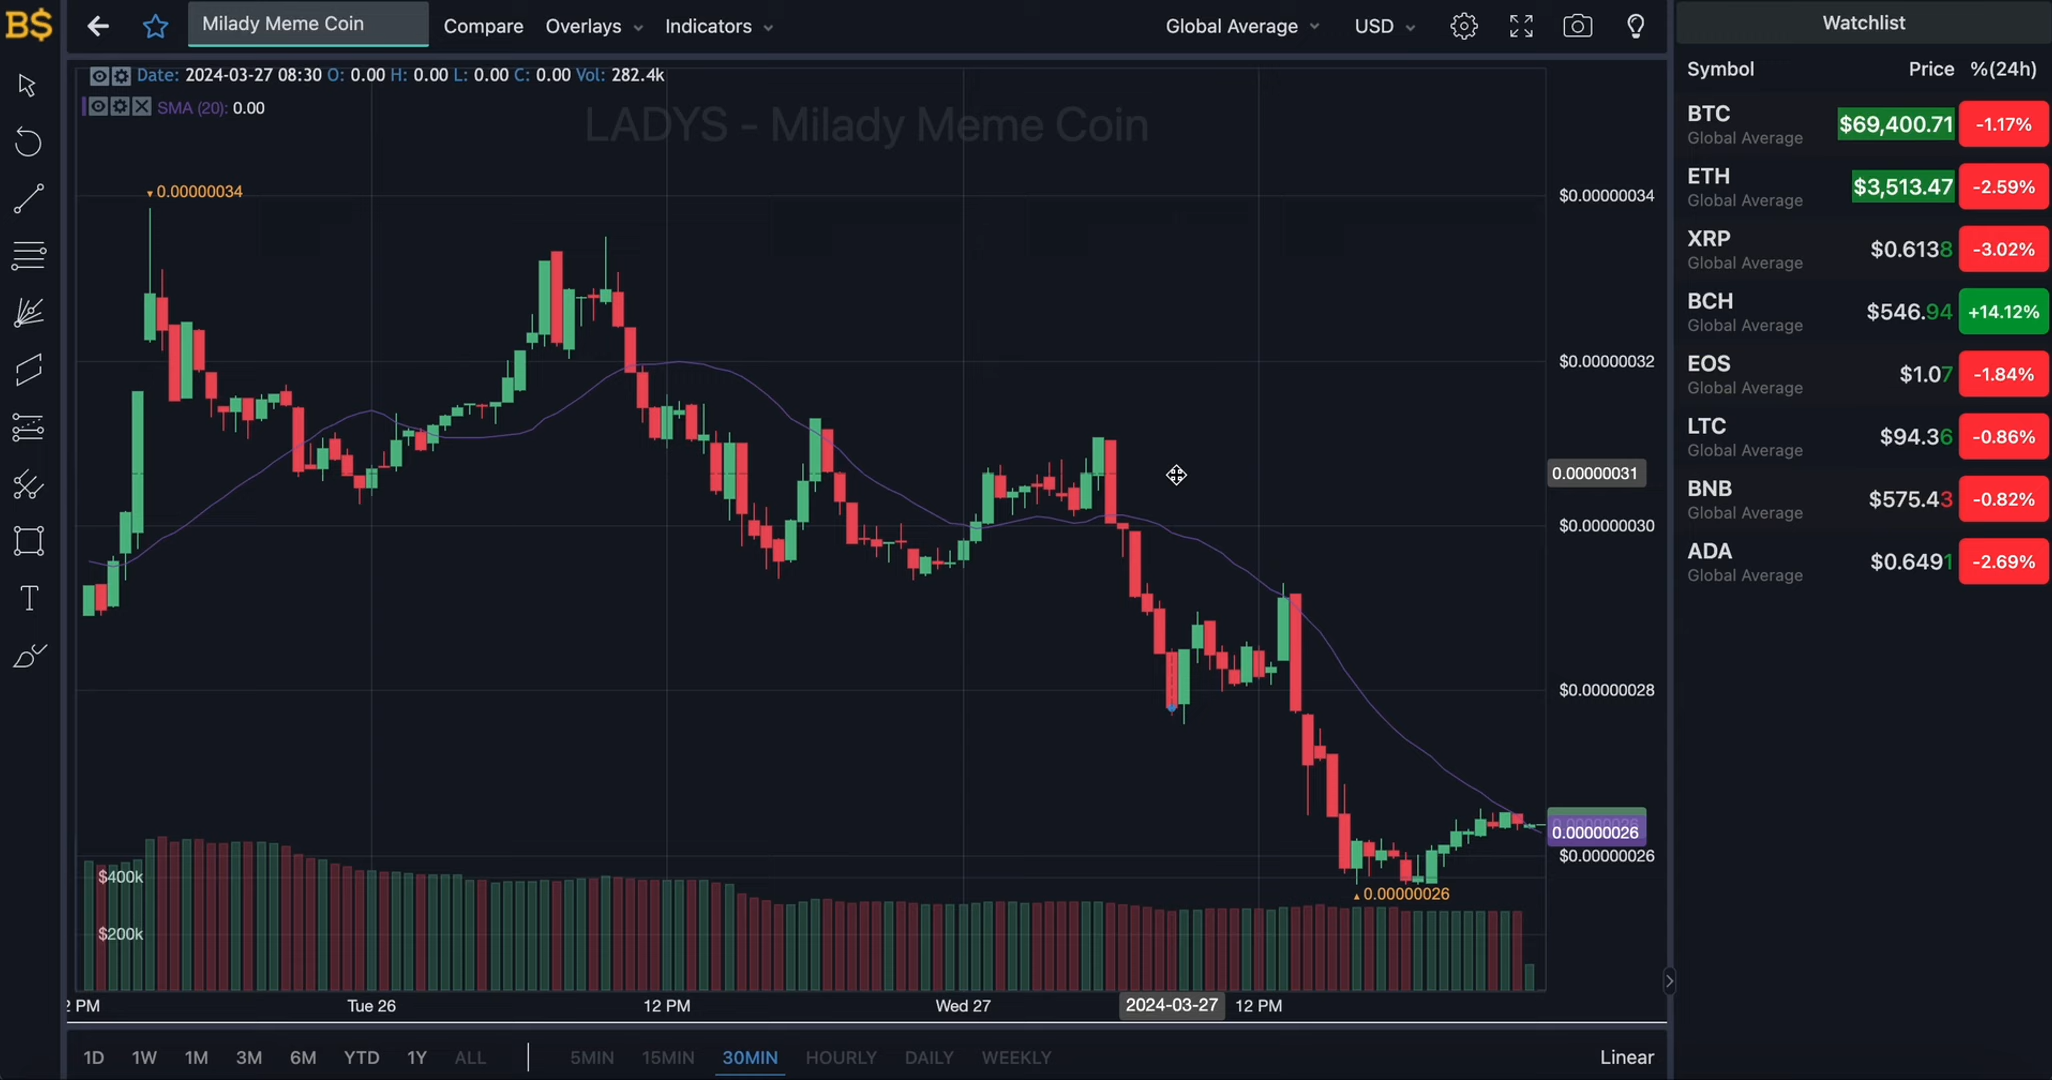 B$
Milady Meme Coin
Compare
Overlays
Indicators
Global Average
USD
Date: 2024-03-27 08:30 O: 0.00 H: 0.00 L: 0.00 C: 0.00 Vol: 282.4k
SMA (20): 0.00
LADYS - Milady Meme Coin
0.00000034
$0.00000034
$0.00000032
0.00000031
$0.00000030
$0.00000028
0.00000026
0.00000026
$0.00000026
0.00000026
$400k
$200k
2 PM
Tue 26
12 PM
Wed 27
2024-03-27
12 PM
1D 1W 1M 3M 6M YTD 1Y ALL
5MIN 15MIN 30MIN HOURLY DAILY WEEKLY
Linear
T
Watchlist
Symbol Price %(24h)
BTC $69,400.71 -1.17%
Global Average
ETH $3,513.47 -2.59%
Global Average
XRP $0.6138 -3.02%
Global Average
BCH $546.94 +14.12%
Global Average
EOS $1.07 -1.84%
Global Average
LTC $94.36 -0.86%
Global Average
BNB $575.43 -0.82%
Global Average
ADA $0.6491 -2.69%
Global Average